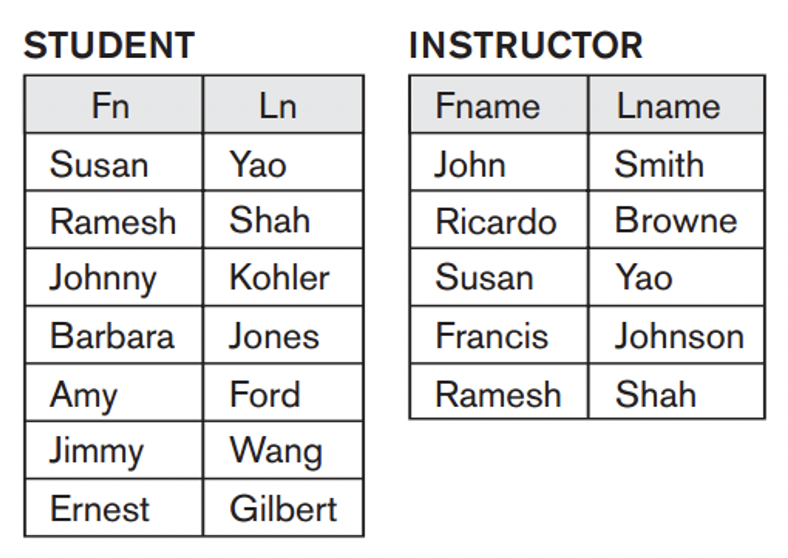 STUDENT
Fn Ln
Susan Yao
Ramesh Shah
Johnny Kohler
Barbara Jones
Amy Ford
Jimmy Wang
Ernest Gilbert
INSTRUCTOR
Fname Lname
John Smith
Ricardo Browne
Susan Yao
Francis Johnson
Ramesh Shah